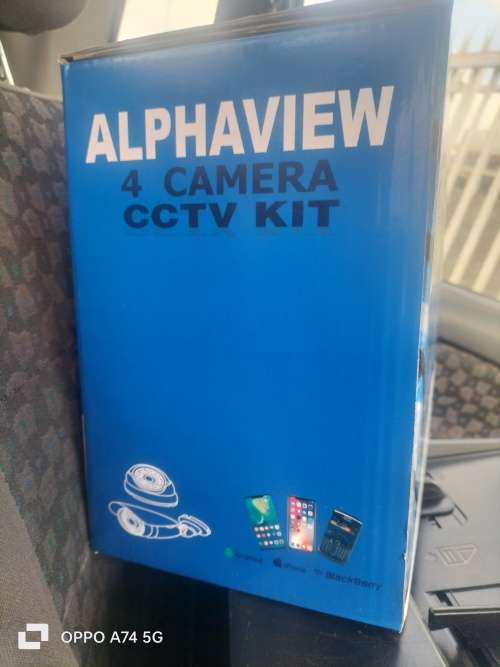 ALPHAVIEW
4 CAMERA
CCTV KIT
Android iPhone BlackBerry
OPPO A74 5G